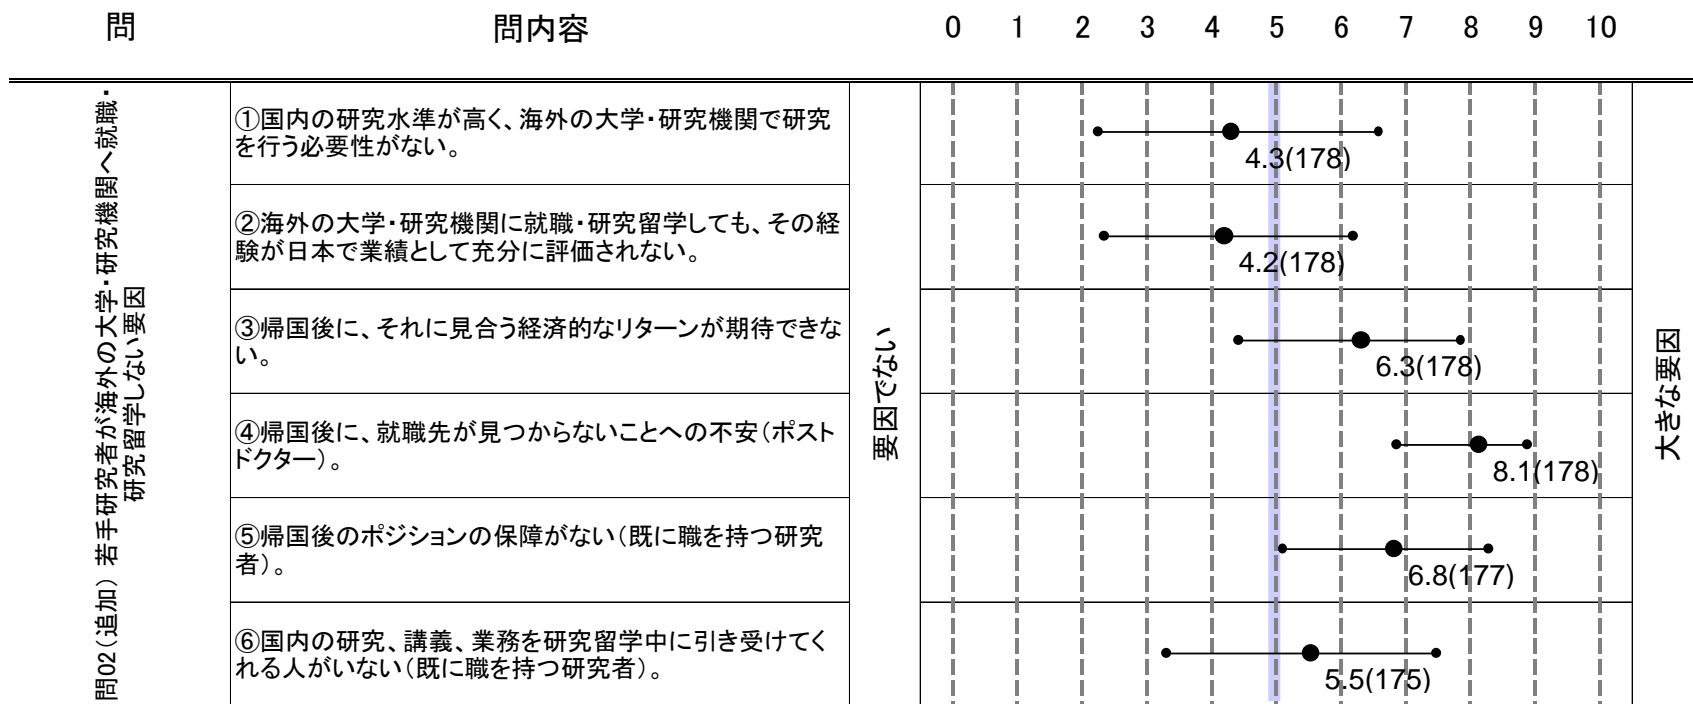 問 問内容 0 1 2 3 4 5 6 7 8 9 10
問02(追加) 若手研究者が海外の大学・研究機関へ就職・
研究留学しない要因
①国内の研究水準が高く、海外の大学・研究機関で研究
を行う必要性がない。
4.3(178)
②海外の大学・研究機関に就職・研究留学しても、その経
験が日本で業績として充分に評価されない。
4.2(178)
③帰国後に、それに見合う経済的なリターンが期待できな
い。
6.3(178)
④帰国後に、就職先が見つからないことへの不安(ポスト
ドクター)。
8.1(178)
⑤帰国後のポジションの保障がない(既に職を持つ研究
者)。
6.8(177)
⑥国内の研究、講義、業務を研究留学中に引き受けてく
れる人がいない(既に職を持つ研究者)。
5.5(175)
要因でない
大きな要因